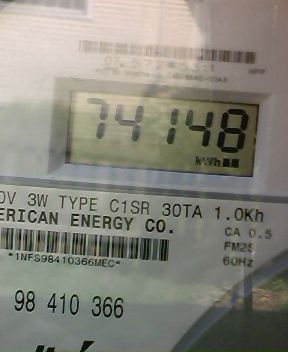 74148
kWh
0V 3W TYPE C1SR 30TA 1.0Kh
ERICAN ENERGY CO.
CA 0.5
FM2S
*1NFS98410366MEC*
60Hz
98 410 366